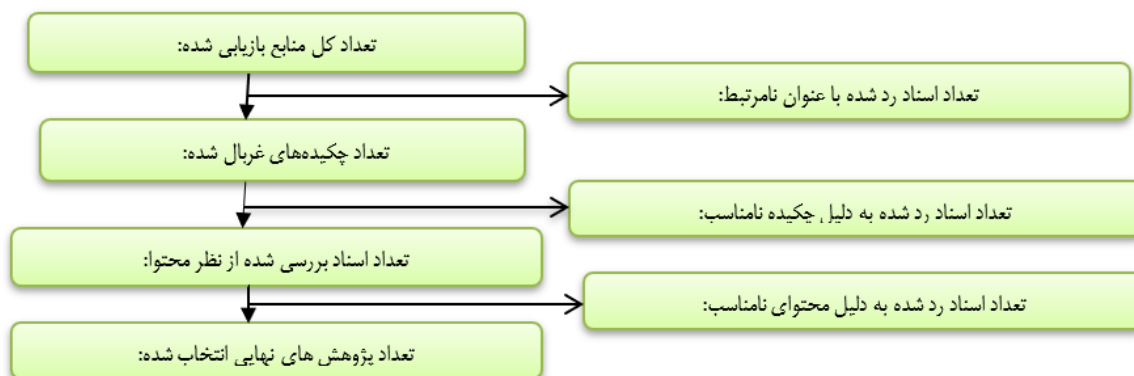 تعداد کل منابع بازیابی شده:
تعداد اسناد رد شده با عنوان نامرتبط:
تعداد چکیده‌های غربال شده:
تعداد اسناد رد شده به دلیل چکیده نامناسب:
تعداد اسناد بررسی شده از نظر محتوا:
تعداد اسناد رد شده به دلیل محتوای نامناسب:
تعداد پژوهش های نهایی انتخاب شده: